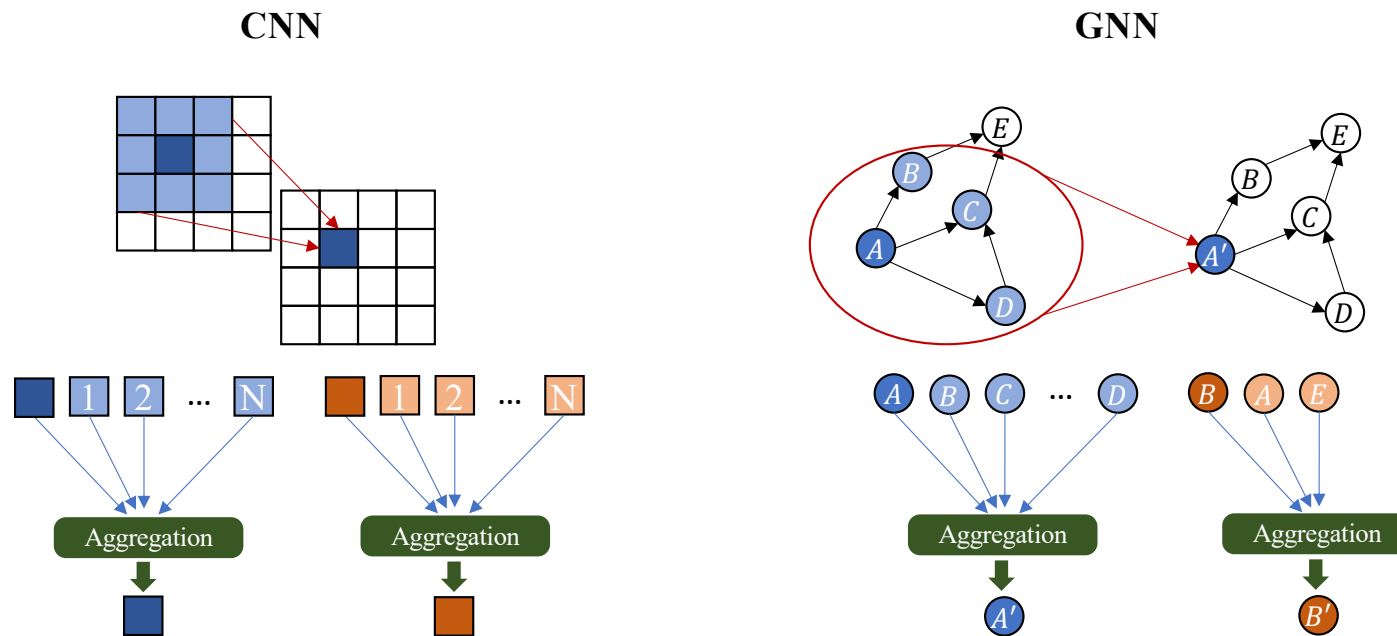 CNN
GNN
E
B
C
A
D
E
B
C
A′
D
1 2 ... N
1 2 ... N
A B C ... D
B A E
Aggregation
Aggregation
Aggregation
Aggregation
A′
B′